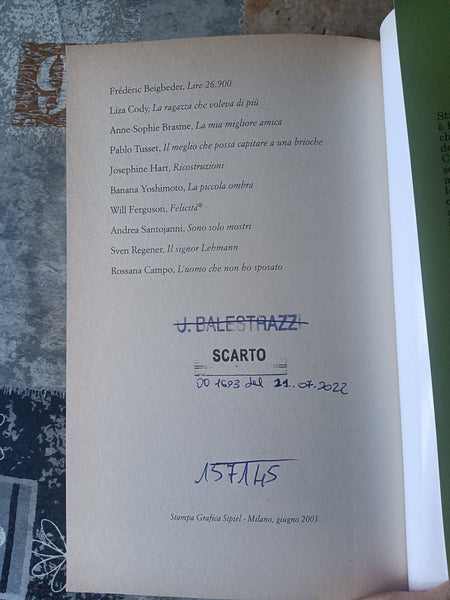 Frédéric Beigbeder, Lire 26.900
Liza Cody, La ragazza che voleva di più
Anne-Sophie Brasme, La mia migliore amica
Pablo Tusset, Il meglio che possa capitare a una brioche
Josephine Hart, Ricostruzioni
Banana Yoshimoto, La piccola ombra
Will Ferguson, Felicità®
Andrea Santojanni, Sono solo mostri
Sven Regener, Il signor Lehmann
Rossana Campo, L'uomo che non ho sposato
J. BALESTRAZZI
SCARTO
DD 1693 del 21.07.2022
157145
Stampa Grafica Sipiel - Milano, giugno 2003